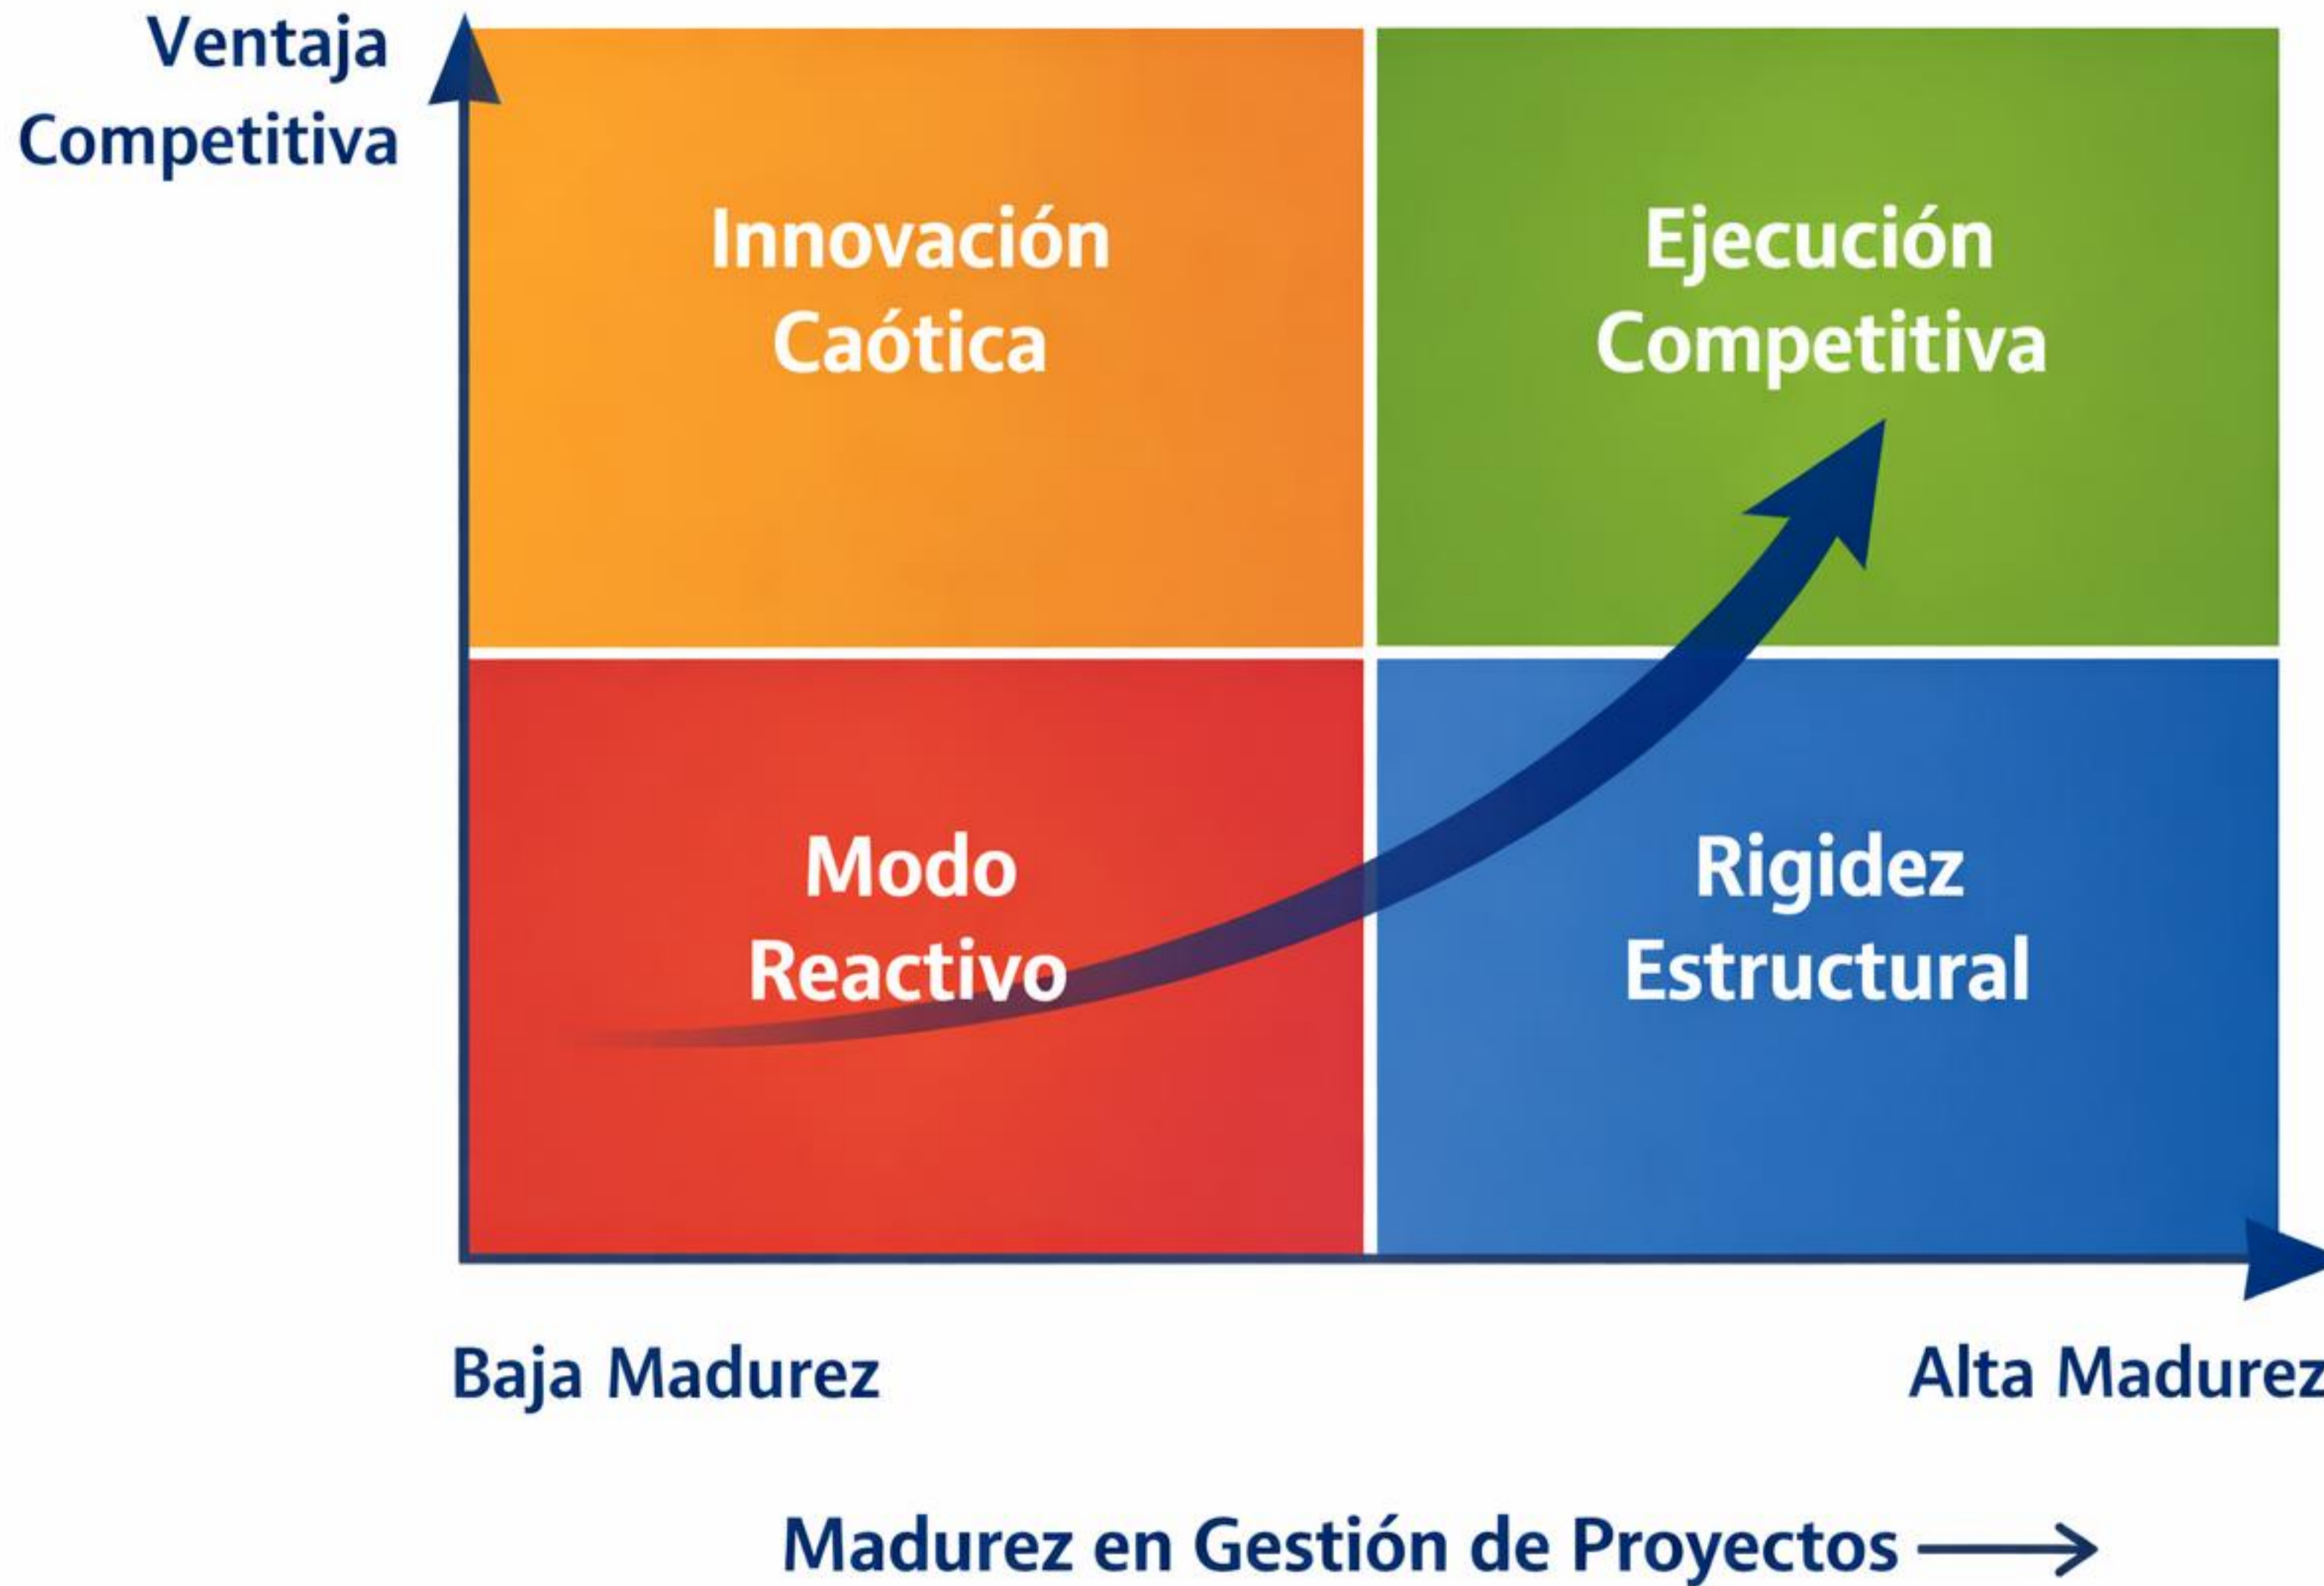 Ventaja
Competitiva
Innovación
Caótica
Ejecución
Competitiva
Modo
Reactivo
Rigidez
Estructural
Baja Madurez
Alta Madurez
Madurez en Gestión de Proyectos